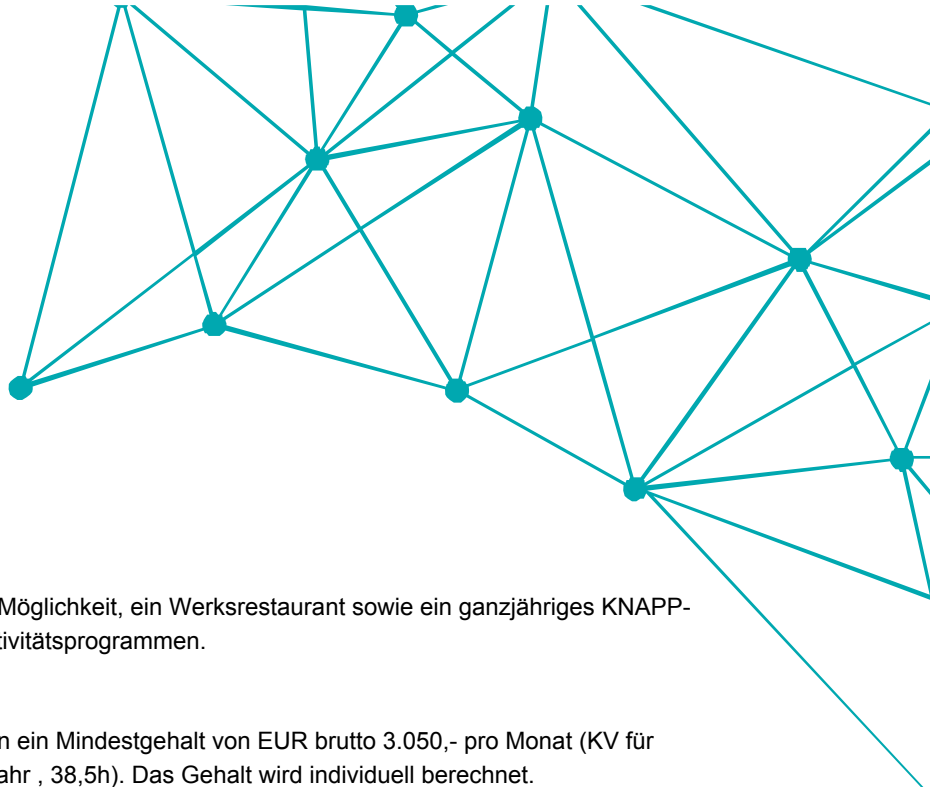 Möglichkeit, ein Werksrestaurant sowie ein ganzjähriges KNAPP-
tivitätsprogrammen.
n ein Mindestgehalt von EUR brutto 3.050,- pro Monat (KV für
ahr , 38,5h). Das Gehalt wird individuell berechnet.